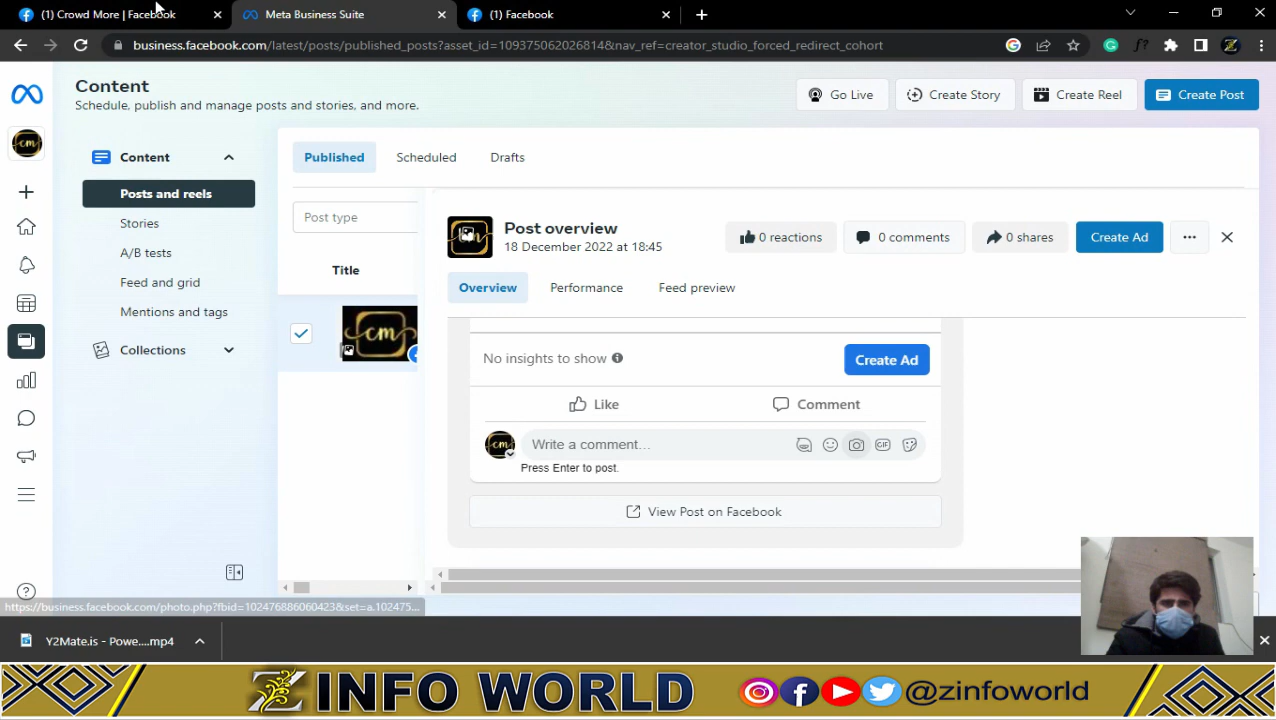 (1) Crowd More | Facebook
Meta Business Suite
(1) Facebook
business.facebook.com/latest/posts/published_posts?asset_id=109375062026814&nav_ref=creator_studio_forced_redirect_cohort
Content
Schedule, publish and manage posts and stories, and more.
Go Live
Create Story
Create Reel
Create Post
cm
Content
Posts and reels
Stories
A/B tests
Feed and grid
Mentions and tags
Collections
Published
Scheduled
Drafts
Post type
Title
cm
Post overview
18 December 2022 at 18:45
0 reactions
0 comments
0 shares
Create Ad
Overview
Performance
Feed preview
No insights to show
Create Ad
Like
Comment
cm
Write a comment...
GIF
Press Enter to post.
View Post on Facebook
https://business.facebook.com/photo.php?fbid=102476886060423&set=a.102475...
Y2Mate.is - Powe....mp4
Z INFO WORLD
@zinfoworld